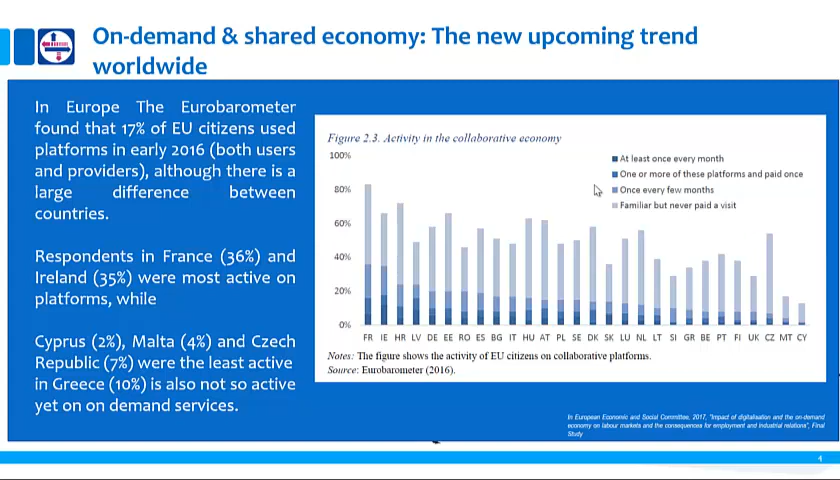 On-demand & shared economy: The new upcoming trend
worldwide
In Europe The Eurobarometer
found that 17% of EU citizens used
platforms in early 2016 (both users
and providers), although there is a
large difference between
countries.
Respondents in France (36%) and
Ireland (35%) were most active on
platforms, while
Cyprus (2%), Malta (4%) and Czech
Republic (7%) were the least active
in Greece (10%) is also not so active
yet on on demand services.
Figure 2.3. Activity in the collaborative economy
100%
80%
60%
40%
20%
0%
At least once every month
One or more of these platforms and paid once
Once every few months
Familiar but never paid a visit
FR IE HR LV DE EE RO ES BG IT HU AT PL SE DK SK LU NL LT SI GR BE PT FI UK CZ MT CY
Notes: The figure shows the activity of EU citizens on collaborative platforms.
Source: Eurobarometer (2016).
In European Economic and Social Committee, 2017, "Impact of digitalisation and the on-demand
economy on labour markets and the consequences for employment and industrial relations", Final
Study
4